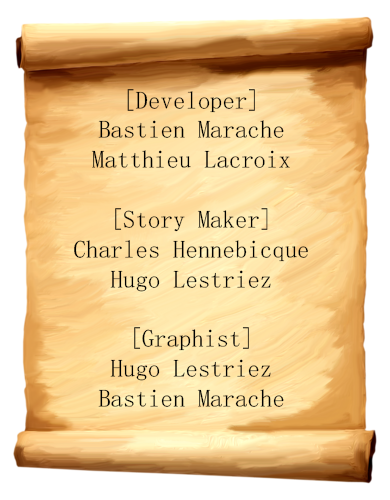 [Developer]
Bastien Marache
Matthieu Lacroix
[Story Maker]
Charles Hennebicque
Hugo Lestriez
[Graphist]
Hugo Lestriez
Bastien Marache